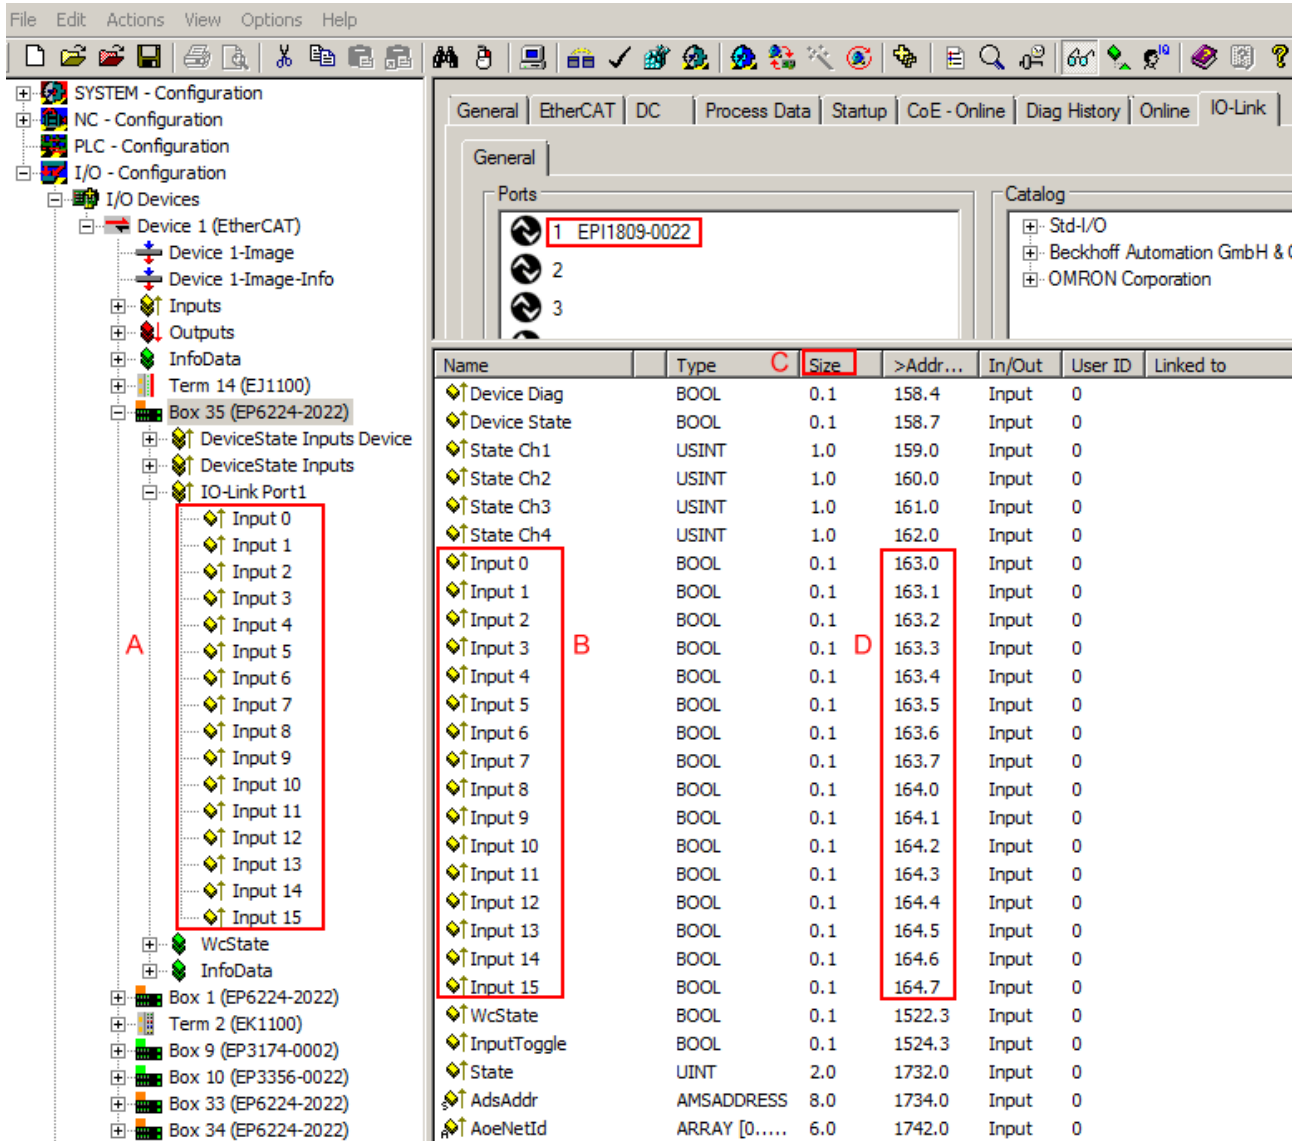 File Edit Actions View Options Help
SYSTEM - Configuration
NC - Configuration
PLC - Configuration
I/O - Configuration
I/O Devices
Device 1 (EtherCAT)
Device 1-Image
Device 1-Image-Info
Inputs
Outputs
InfoData
Term 14 (EJ1100)
Box 35 (EP6224-2022)
DeviceState Inputs Device
DeviceState Inputs
IO-Link Port1
Input 0
Input 1
Input 2
Input 3
Input 4
A
Input 5
Input 6
Input 7
Input 8
Input 9
Input 10
Input 11
Input 12
Input 13
Input 14
Input 15
WcState
InfoData
Box 1 (EP6224-2022)
Term 2 (EK1100)
Box 9 (EP3174-0002)
Box 10 (EP3356-0022)
Box 33 (EP6224-2022)
Box 34 (EP6224-2022)
General EtherCAT DC Process Data Startup CoE - Online Diag History Online IO-Link
General
Ports
1 EPI1809-0022
2
3
Catalog
Std-I/O
Beckhoff Automation GmbH &
OMRON Corporation
Name Type C Size >Addr... In/Out User ID Linked to
Device Diag BOOL 0.1 158.4 Input 0
Device State BOOL 0.1 158.7 Input 0
State Ch1 USINT 1.0 159.0 Input 0
State Ch2 USINT 1.0 160.0 Input 0
State Ch3 USINT 1.0 161.0 Input 0
State Ch4 USINT 1.0 162.0 Input 0
Input 0 BOOL 0.1 163.0 Input 0
Input 1 BOOL 0.1 163.1 Input 0
Input 2 BOOL 0.1 163.2 Input 0
Input 3 B BOOL 0.1 D 163.3 Input 0
Input 4 BOOL 0.1 163.4 Input 0
Input 5 BOOL 0.1 163.5 Input 0
Input 6 BOOL 0.1 163.6 Input 0
Input 7 BOOL 0.1 163.7 Input 0
Input 8 BOOL 0.1 164.0 Input 0
Input 9 BOOL 0.1 164.1 Input 0
Input 10 BOOL 0.1 164.2 Input 0
Input 11 BOOL 0.1 164.3 Input 0
Input 12 BOOL 0.1 164.4 Input 0
Input 13 BOOL 0.1 164.5 Input 0
Input 14 BOOL 0.1 164.6 Input 0
Input 15 BOOL 0.1 164.7 Input 0
WcState BOOL 0.1 1522.3 Input 0
InputToggle BOOL 0.1 1524.3 Input 0
State UINT 2.0 1732.0 Input 0
AdsAddr AMSADDRESS 8.0 1734.0 Input 0
AoeNetId ARRAY [0..... 6.0 1742.0 Input 0